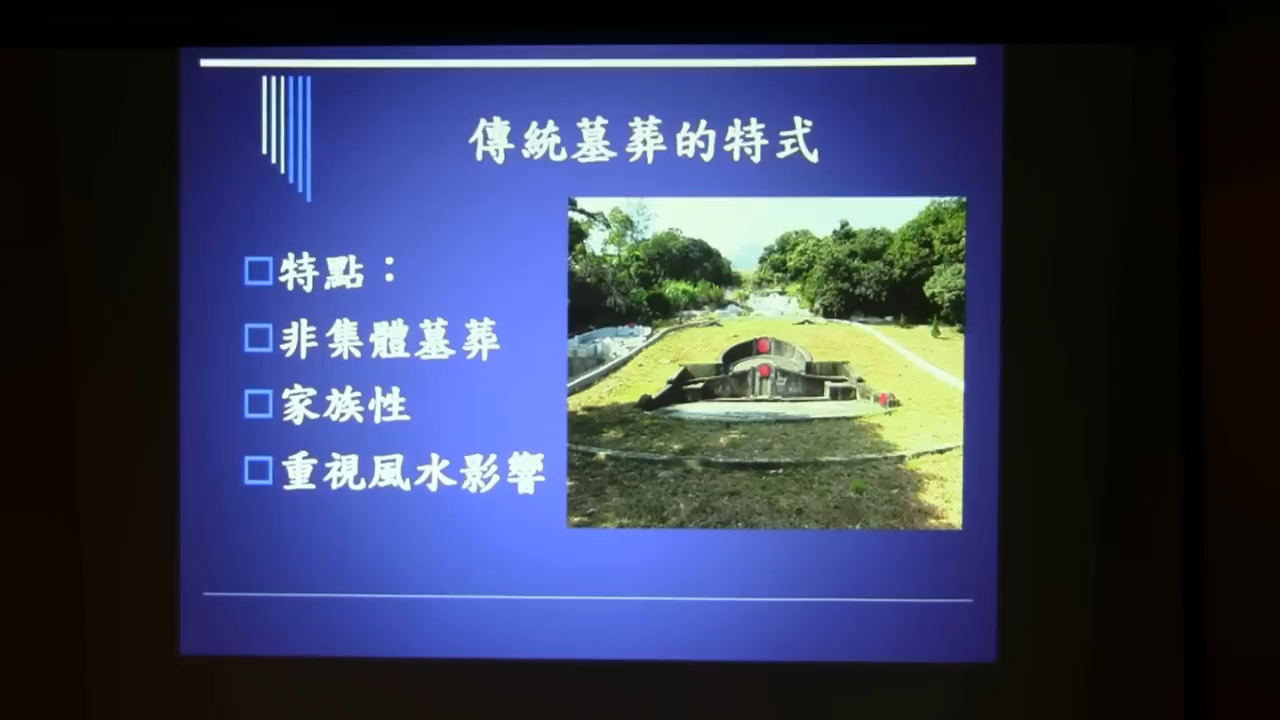 傳統墓葬的特式
特點：
非集體墓葬
家族性
重視風水影響